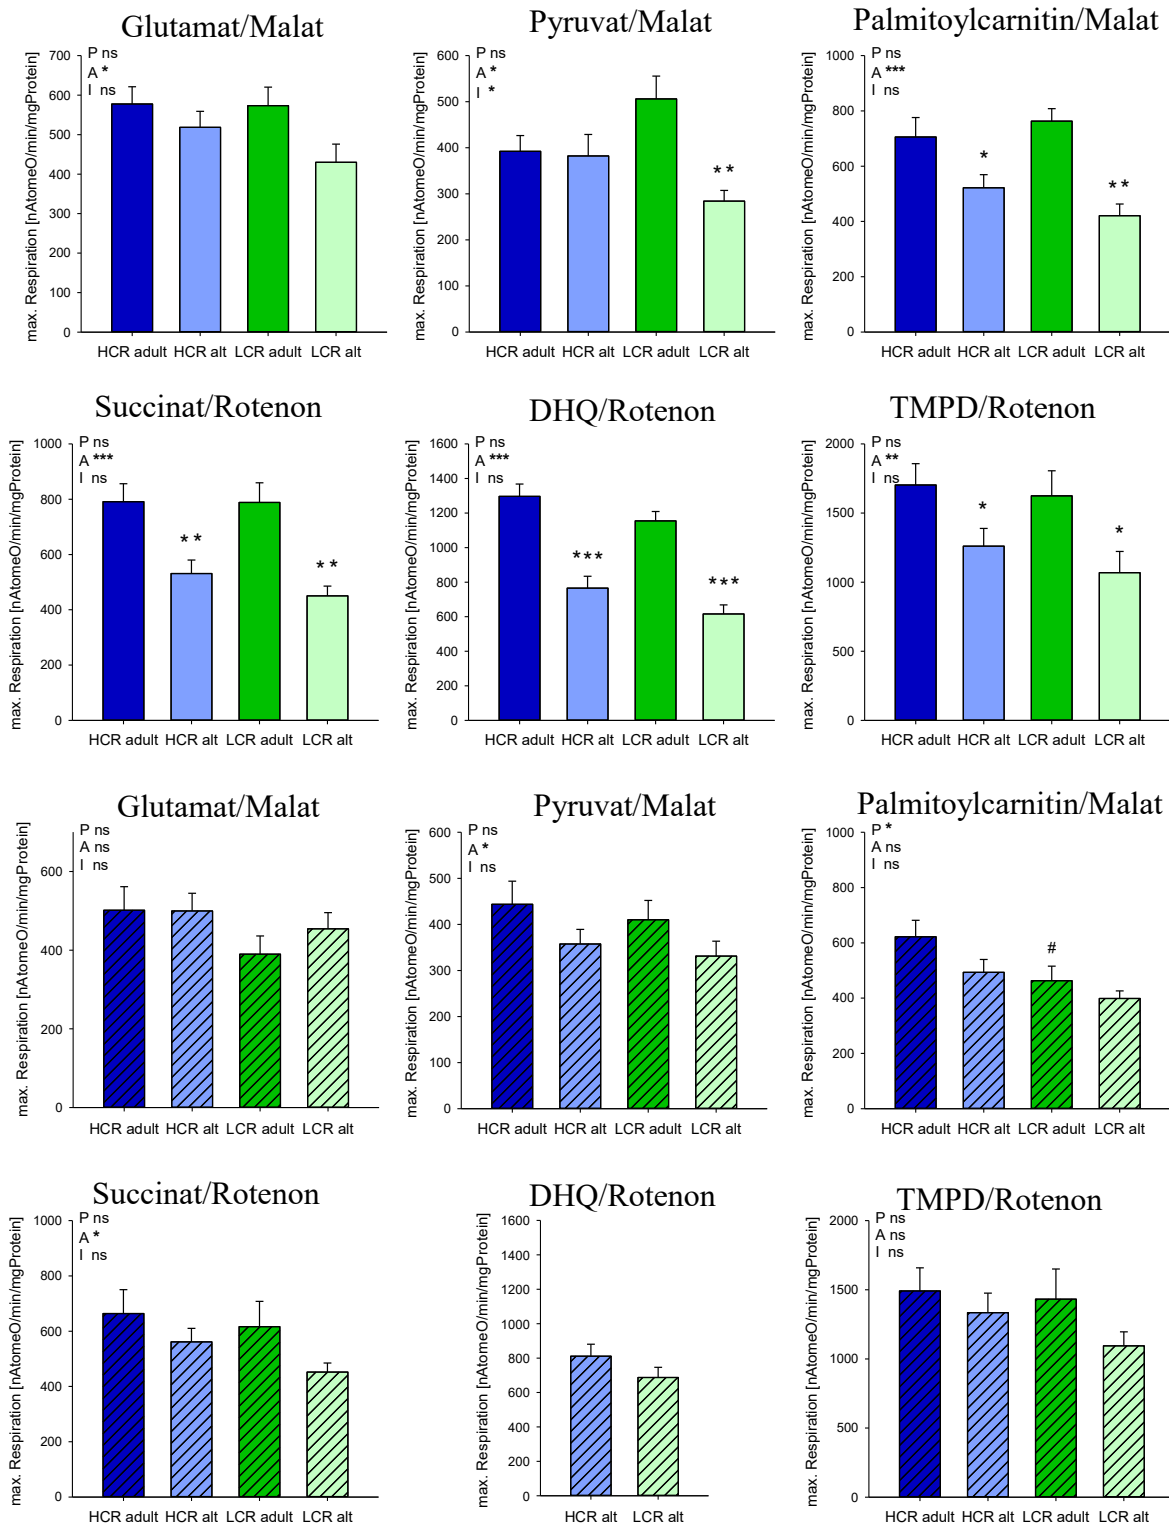 Glutamat/Malat
max. Respiration [nAtomeO/min/mgProtein]
P ns
A *
I ns
700
600
500
400
300
200
100
0
HCR adult HCR alt LCR adult LCR alt
Pyruvat/Malat
max. Respiration [nAtomeO/min/mgProtein]
P ns
A *
I *
600
500
400
300
200
100
0
**
HCR adult HCR alt LCR adult LCR alt
Palmitoylcarnitin/Malat
max. Respiration [nAtomeO/min/mgProtein]
P ns
A ***
I ns
1000
800
600
400
200
0
*
**
HCR adult HCR alt LCR adult LCR alt
Succinat/Rotenon
max. Respiration [nAtomeO/min/mgProtein]
P ns
A ***
I ns
1000
800
600
400
200
0
**
**
HCR adult HCR alt LCR adult LCR alt
DHQ/Rotenon
max. Respiration [nAtomeO/min/mgProtein]
P ns
A ***
I ns
1600
1400
1200
1000
800
600
400
200
0
***
***
HCR adult HCR alt LCR adult LCR alt
TMPD/Rotenon
max. Respiration [nAtomeO/min/mgProtein]
P ns
A **
I ns
2000
1500
1000
500
0
*
*
HCR adult HCR alt LCR adult LCR alt
Glutamat/Malat
max. Respiration [nAtomeO/min/mgProtein]
P ns
A ns
I ns
600
400
200
0
HCR adult HCR alt LCR adult LCR alt
Pyruvat/Malat
max. Respiration [nAtomeO/min/mgProtein]
P ns
A *
I ns
600
500
400
300
200
100
0
HCR adult HCR alt LCR adult LCR alt
Palmitoylcarnitin/Malat
max. Respiration [nAtomeO/min/mgProtein]
P *
A ns
I ns
1000
800
600
400
200
0
#
HCR adult HCR alt LCR adult LCR alt
Succinat/Rotenon
max. Respiration [nAtomeO/min/mgProtein]
P ns
A *
I ns
1000
800
600
400
200
0
HCR adult HCR alt LCR adult LCR alt
DHQ/Rotenon
max. Respiration [nAtomeO/min/mgProtein]
1600
1400
1200
1000
800
600
400
200
0
HCR alt LCR alt
TMPD/Rotenon
max. Respiration [nAtomeO/min/mgProtein]
P ns
A ns
I ns
2000
1500
1000
500
0
HCR adult HCR alt LCR adult LCR alt